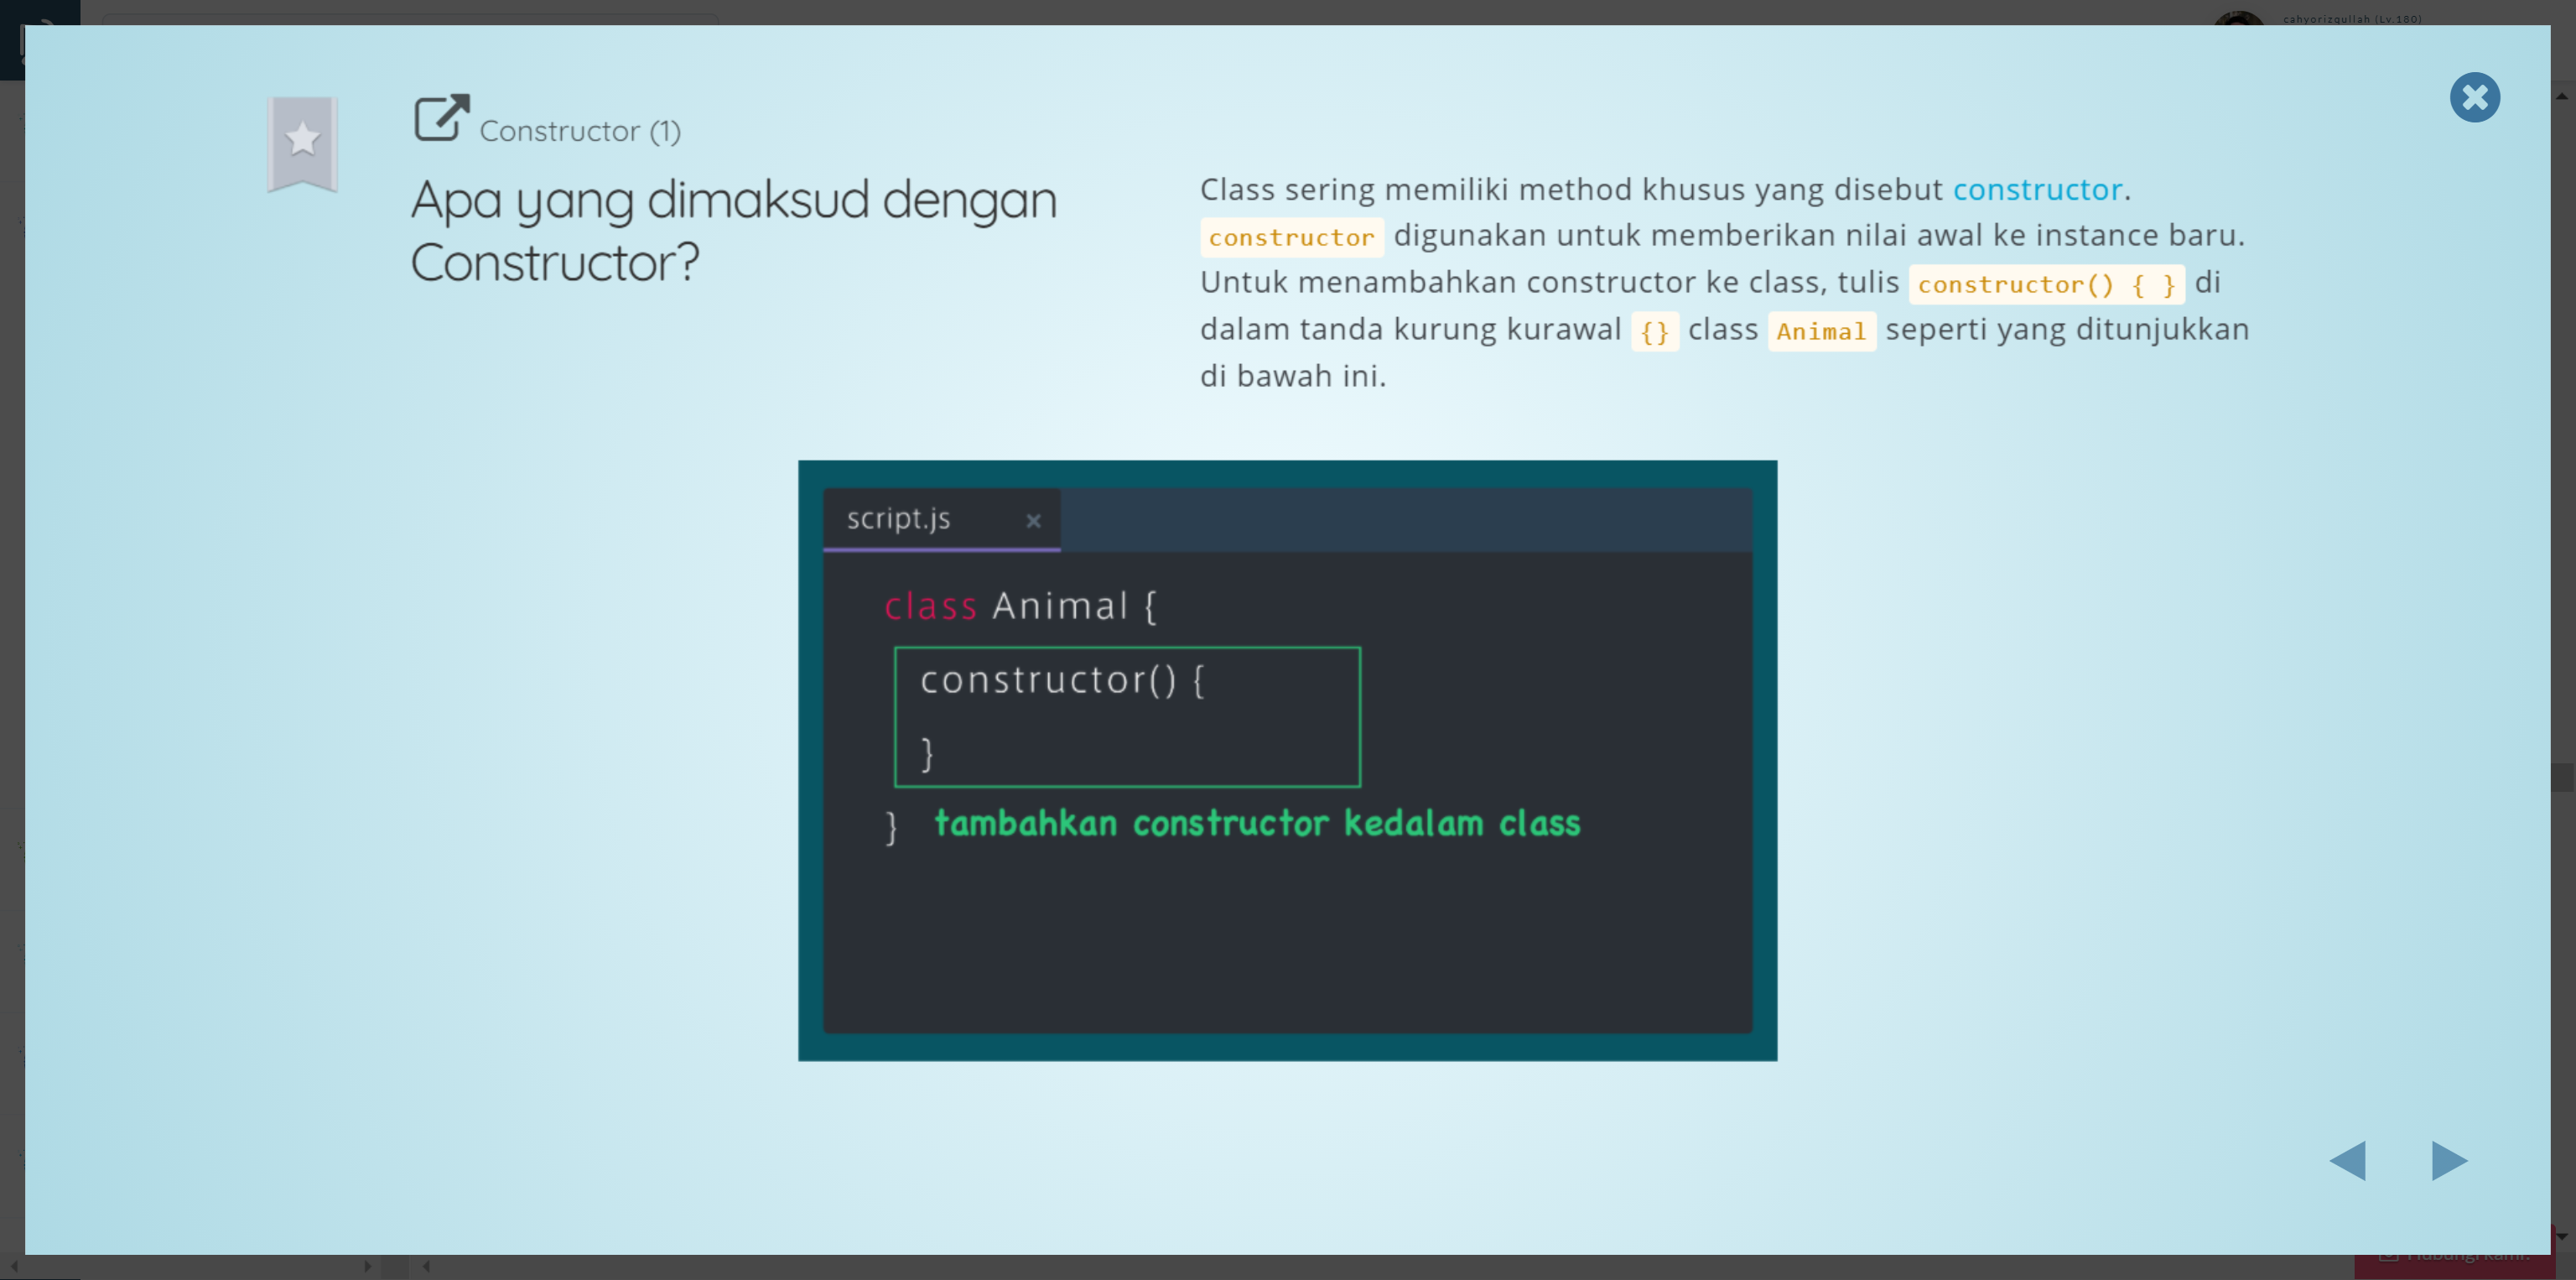 cahyorizqullah (Lv.180)
Constructor (1)
Apa yang dimaksud dengan
Constructor?
Class sering memiliki method khusus yang disebut constructor.
constructor digunakan untuk memberikan nilai awal ke instance baru.
Untuk menambahkan constructor ke class, tulis constructor() { } di
dalam tanda kurung kurawal {} class Animal seperti yang ditunjukkan
di bawah ini.
script.js
class Animal {
constructor() {
}
} tambahkan constructor kedalam class
Hubungi kami!